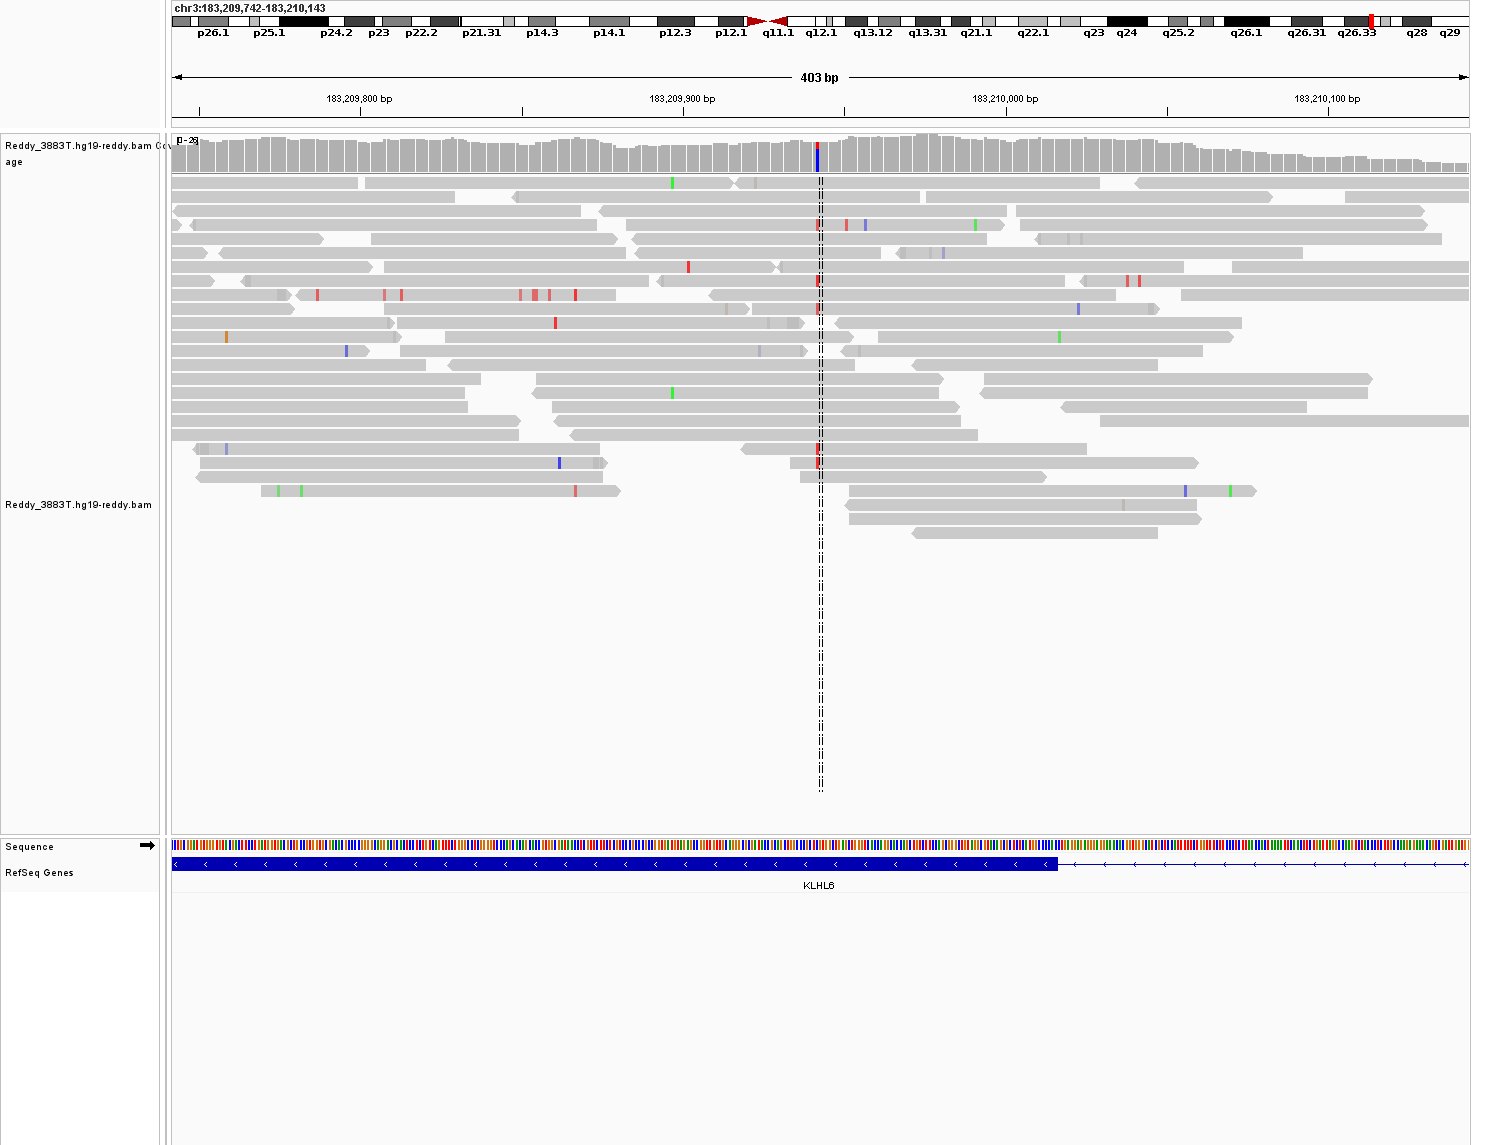 chr3:183,209,742-183,210,143
p26.1 p25.1 p24.2 p23 p22.2 p21.31 p14.3 p14.1 p12.3 p12.1 q11.1 q12.1 q13.12 q13.31 q21.1 q22.1 q23 q24 q25.2 q26.1 q26.31 q26.33 q28 q29
403 bp
183,209,800 bp 183,209,900 bp 183,210,000 bp 183,210,100 bp
Reddy_3883T.hg19-reddy.bam Cov
age
Reddy_3883T.hg19-reddy.bam
Sequence
RefSeq Genes
KLHL6